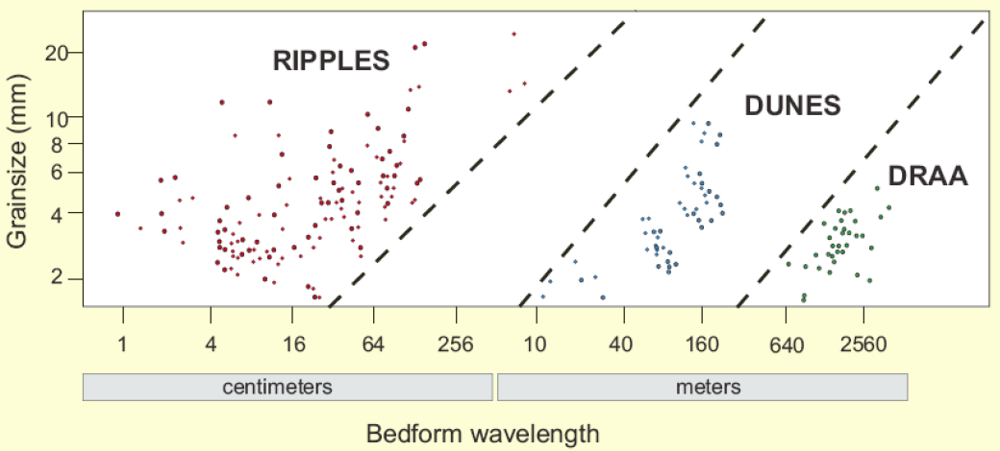 RIPPLES
DUNES
DRAA
Grainsize (mm)
20
10
8
6
4
2
1 4 16 64 256 10 40 160 640 2560
centimeters meters
Bedform wavelength